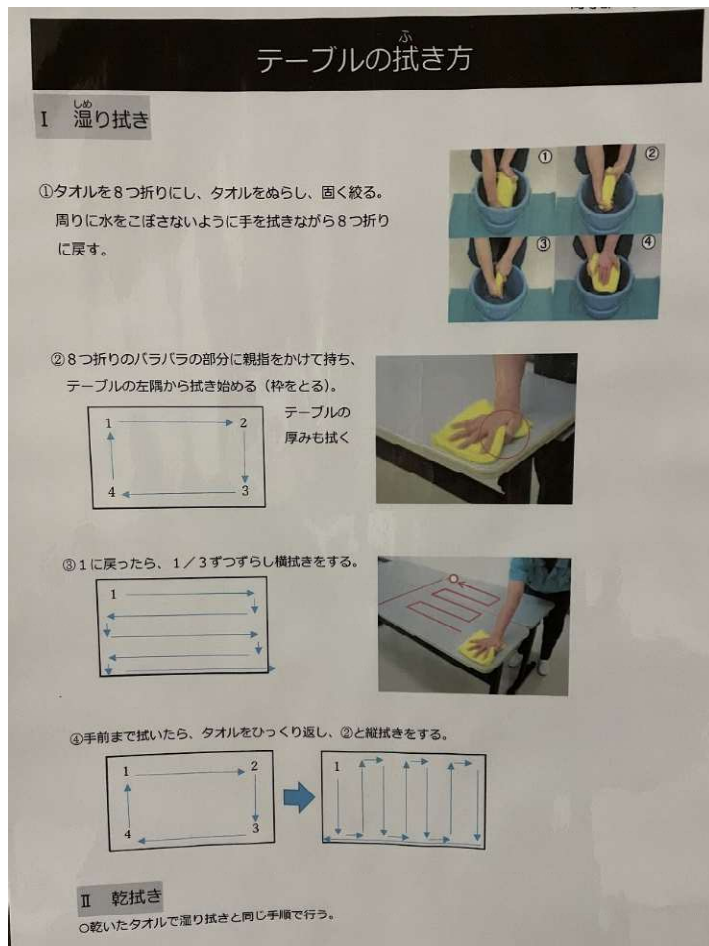 テーブルの拭き方
ふ
Ⅰ 湿り拭き
しめ
①タオルを8つ折りにし、タオルをぬらし、固く絞る。
周りに水をこぼさないように手を拭きながら8つ折り
に戻す。
① ②
③ ④
②8つ折りのバラバラの部分に親指をかけて持ち、
テーブルの左隅から拭き始める（枠をとる）。
テーブルの
厚みも拭く
1 2
4 3
③1に戻ったら、1／3ずつずらし横拭きをする。
1
④手前まで拭いたら、タオルをひっくり返し、②と縦拭きをする。
1 2
4 3
1
Ⅱ 乾拭き
○乾いたタオルで湿り拭きと同じ手順で行う。